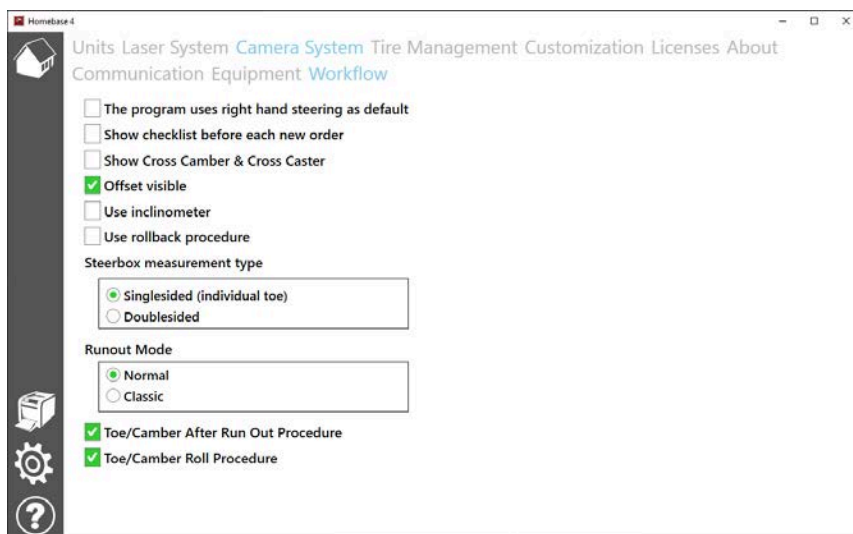 Homebase 4
Units Laser System Camera System Tire Management Customization Licenses About
Communication Equipment Workflow
The program uses right hand steering as default
Show checklist before each new order
Show Cross Camber & Cross Caster
Offset visible
Use inclinometer
Use rollback procedure
Steerbox measurement type
Singlesided (individual toe)
Doublesided
Runout Mode
Normal
Classic
Toe/Camber After Run Out Procedure
Toe/Camber Roll Procedure
?